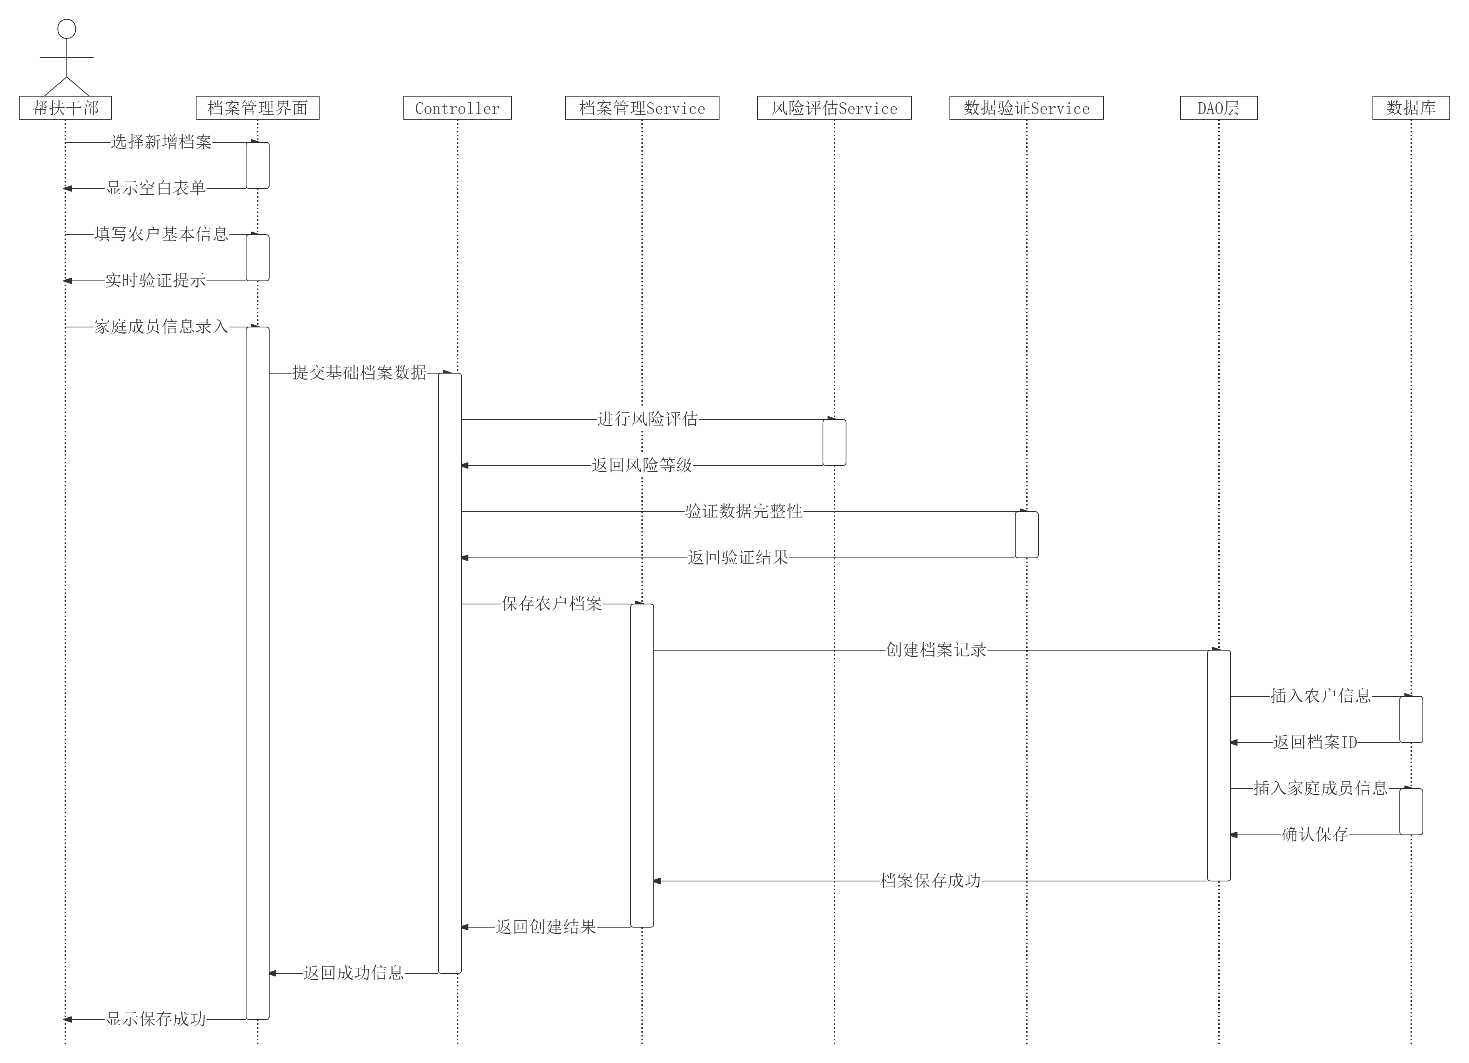 帮扶干部
档案管理界面
Controller
档案管理Service
风险评估Service
数据验证Service
DAO层
数据库
选择新增档案
显示空白表单
填写农户基本信息
实时验证提示
家庭成员信息录入
提交基础档案数据
进行风险评估
返回风险等级
验证数据完整性
返回验证结果
保存农户档案
创建档案记录
插入农户信息
返回档案ID
插入家庭成员信息
确认保存
档案保存成功
返回创建结果
返回成功信息
显示保存成功